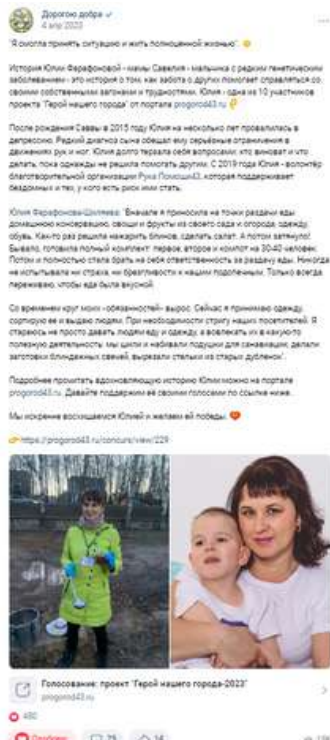 Дорогою добра
4 апр 2023
"Я смогла принять ситуацию и жить полноценной жизнью".
История Юлии Ферафоновой - мамы Савелия - мальчика с редким генетическим
заболеванием - это история о том, как забота о других помогает справляться со
своими собственными загонами и трудностями. Юлия - одна из 10 участников
проекта "Герой нашего города" от портала progorod43.ru
После рождения Саввы в 2015 году Юлия на несколько лет провалилась в
депрессию. Редкий диагноз сына обещал ему серьёзные ограничения в
движениях рук и ног. Юлия долго терзала себя вопросами: кто виноват и что
делать, пока однажды не решила помогать другим. С 2019 года Юлия - волонтёр
благотворительной организации Рука Помощи43, которая поддерживает
бездомных и тех, у кого есть риск ими стать.
Юлия Ферафонова-Шиляева: "Вначале я приносила на точки раздачи еды
домашнюю консервацию, овощи и фрукты из своего сада и огорода, одежду,
обувь. Как-то раз решила нажарить блинов, сделать салат. А потом затянуло!
Бывало, готовила полный комплект: первое, второе и компот на 30-40 человек.
Потом и полностью стала брать на себя ответственность за раздачу еды. Никогда
не испытывала ни страха, ни брезгливости к нашим подопечным. Только всегда
переживаю, чтобы еда была вкусной.
Со временем круг моих «обязанностей» вырос. Сейчас я принимаю одежду,
сортирую её и выдаю людям. При необходимости стригу наших посетителей. Я
стараюсь не просто давать людям еду и одежду, а вовлекать их в какую-то
полезную деятельность: мы шили и набивали подушки для санавиации, делали
заготовки блиндажных свечей, вырезали стельки из старых дубленок".
Подробнее прочитать вдохновляющую историю Юлии можно на портале
progorod43.ru. Давайте поддержим её своими голосами по ссылке ниже.
Мы искренне восхищаемся Юлией и желаем ей победы.
https://progorod43.ru/concurs/view/229
Голосование: проект "Герой нашего города-2023"
progorod43.ru
480